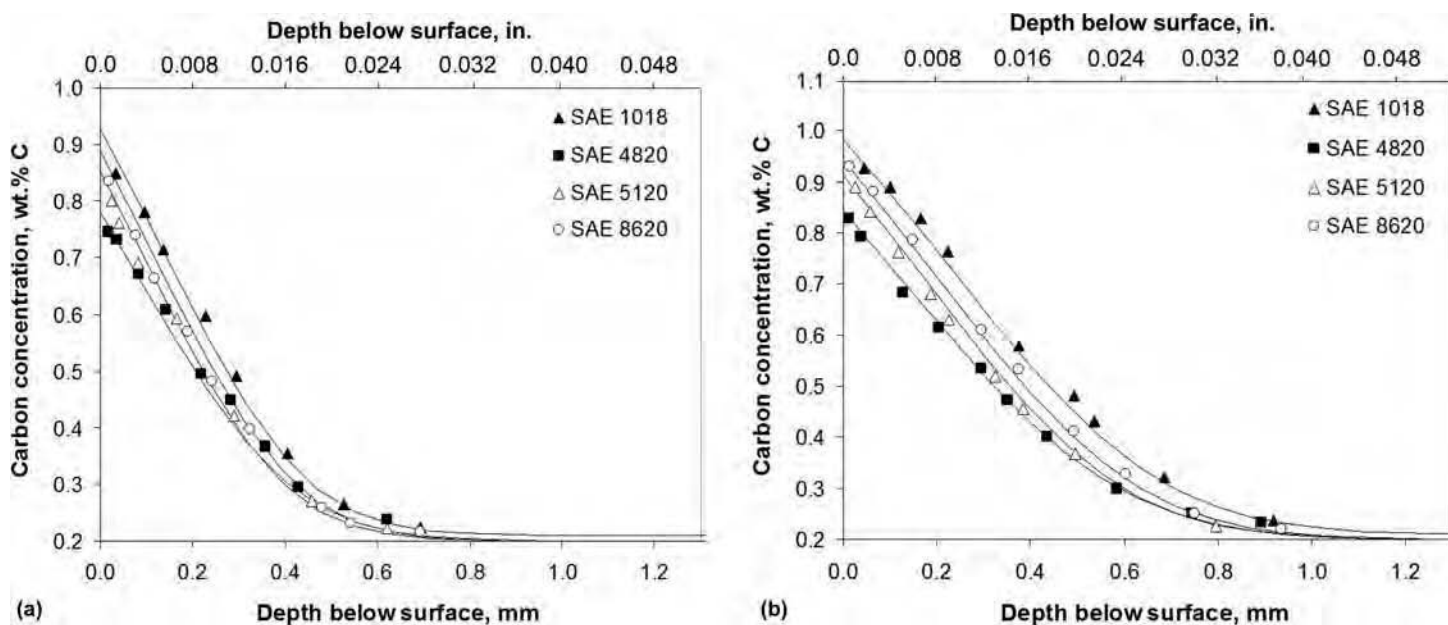 Depth below surface, in.
0.0 0.008 0.016 0.024 0.032 0.040 0.048
1.0
0.9
0.8
0.7
0.6
0.5
0.4
0.3
0.2
Carbon concentration, wt.% C
SAE 1018
SAE 4820
SAE 5120
SAE 8620
0.0 0.2 0.4 0.6 0.8 1.0 1.2
(a) Depth below surface, mm
Depth below surface, in.
0.0 0.008 0.016 0.024 0.032 0.040 0.048
1.1
1.0
0.9
0.8
0.7
0.6
0.5
0.4
0.3
0.2
Carbon concentration, wt.% C
SAE 1018
SAE 4820
SAE 5120
SAE 8620
0.0 0.2 0.4 0.6 0.8 1.0 1.2
(b) Depth below surface, mm